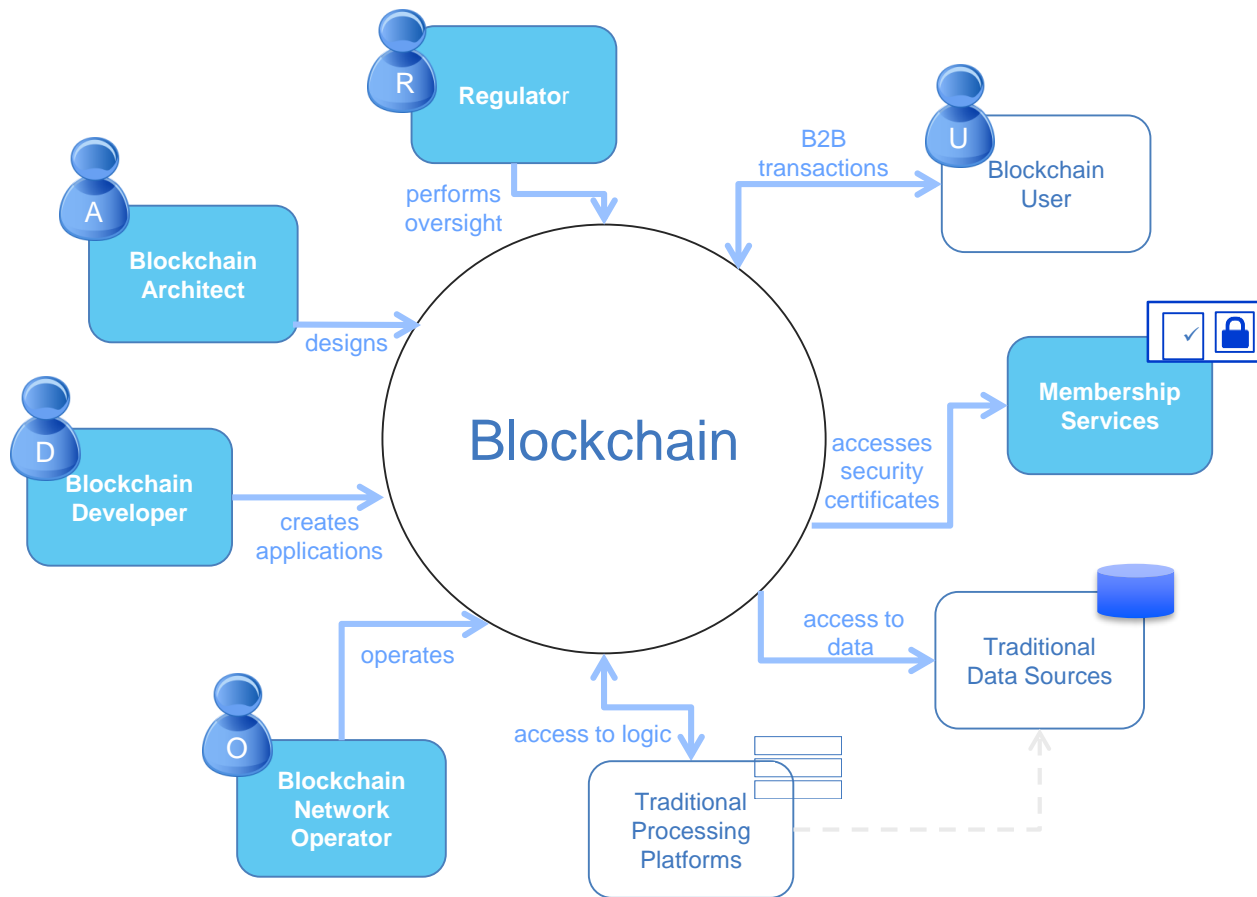 R
Regulator
performs
oversight
U
B2B
transactions
Blockchain
User
A
Blockchain
Architect
designs
Membership
Services
accesses
security
certificates
Blockchain
D
Blockchain
Developer
creates
applications
access to
data
Traditional
Data Sources
operates
O
Blockchain
Network
Operator
access to logic
Traditional
Processing
Platforms